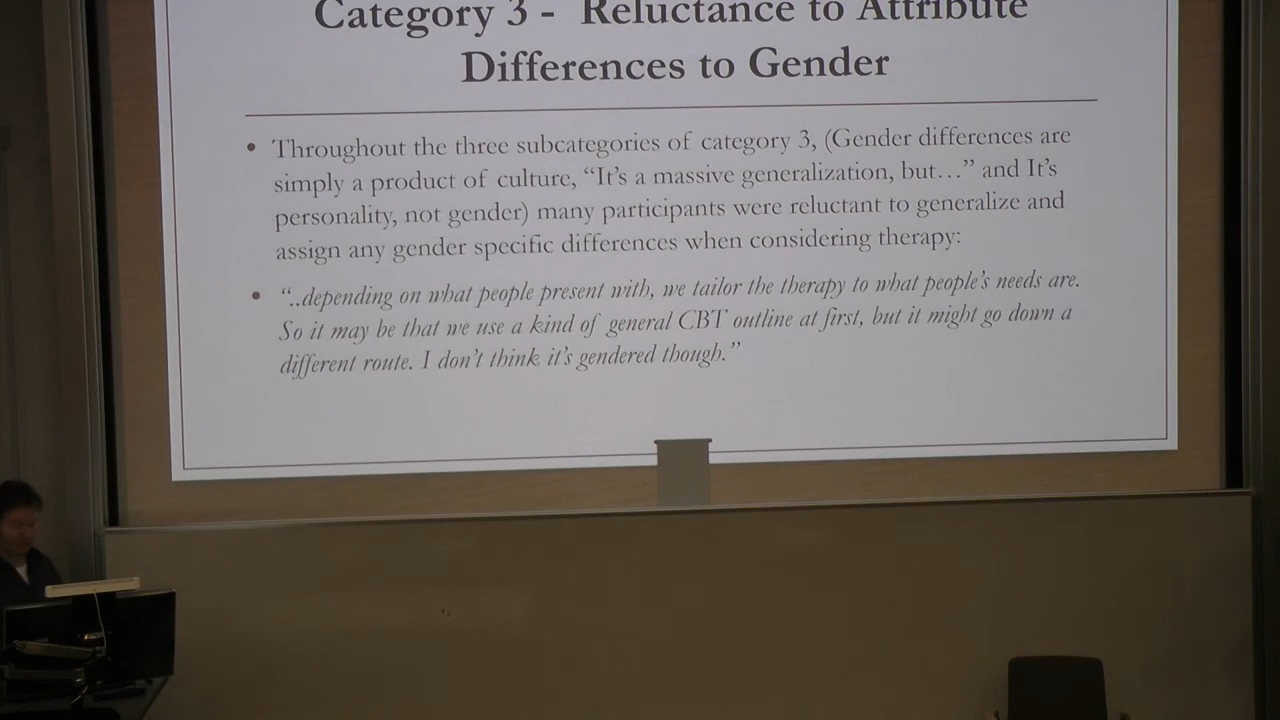 Category 3 - Reluctance to Attribute
Differences to Gender
• Throughout the three subcategories of category 3, (Gender differences are
simply a product of culture, “It’s a massive generalization, but…” and It’s
personality, not gender) many participants were reluctant to generalize and
assign any gender specific differences when considering therapy:
• “..depending on what people present with, we tailor the therapy to what people’s needs are.
So it may be that we use a kind of general CBT outline at first, but it might go down a
different route. I don’t think it’s gendered though.”